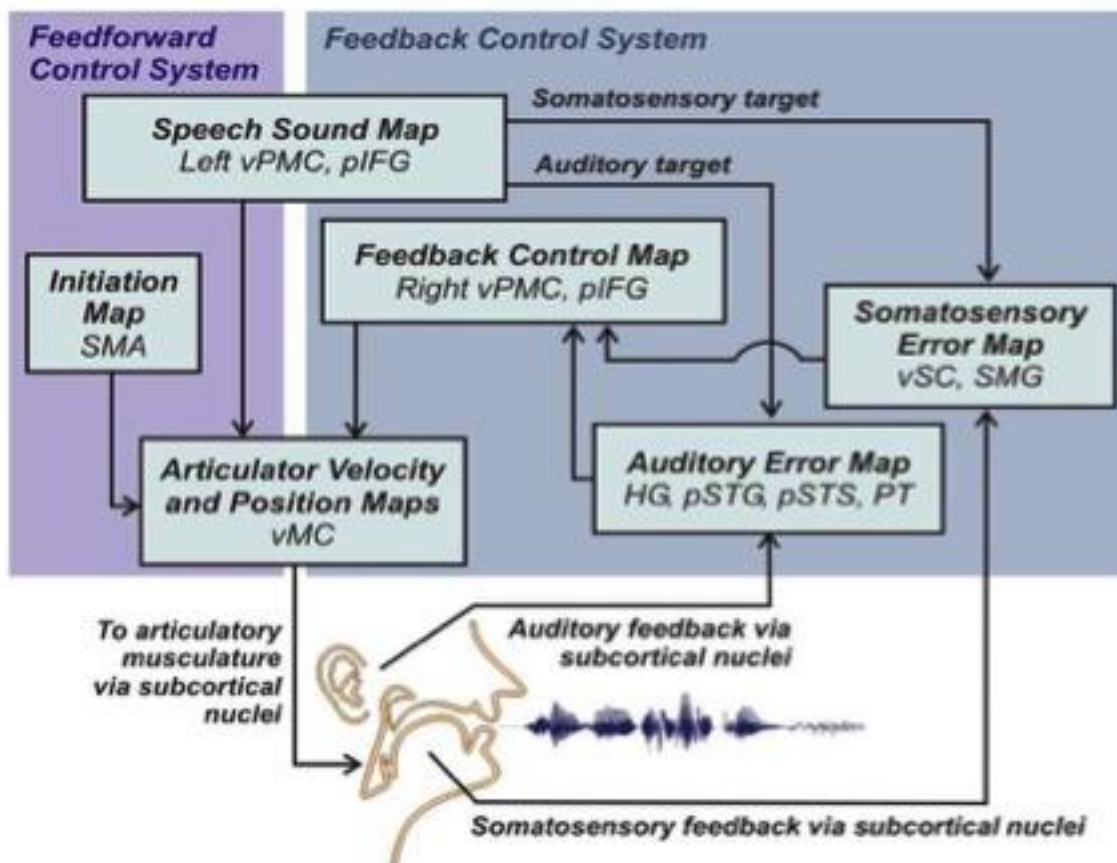 Feedforward
Control System
Feedback Control System
Speech Sound Map
Left vPMC, pIFG
Somatosensory target
Auditory target
Initiation
Map
SMA
Feedback Control Map
Right vPMC, pIFG
Somatosensory
Error Map
vSC, SMG
Articulator Velocity
and Position Maps
vMC
Auditory Error Map
HG, pSTG, pSTS, PT
To articulatory
musculature
via subcortical
nuclei
Auditory feedback via
subcortical nuclei
Somatosensory feedback via subcortical nuclei